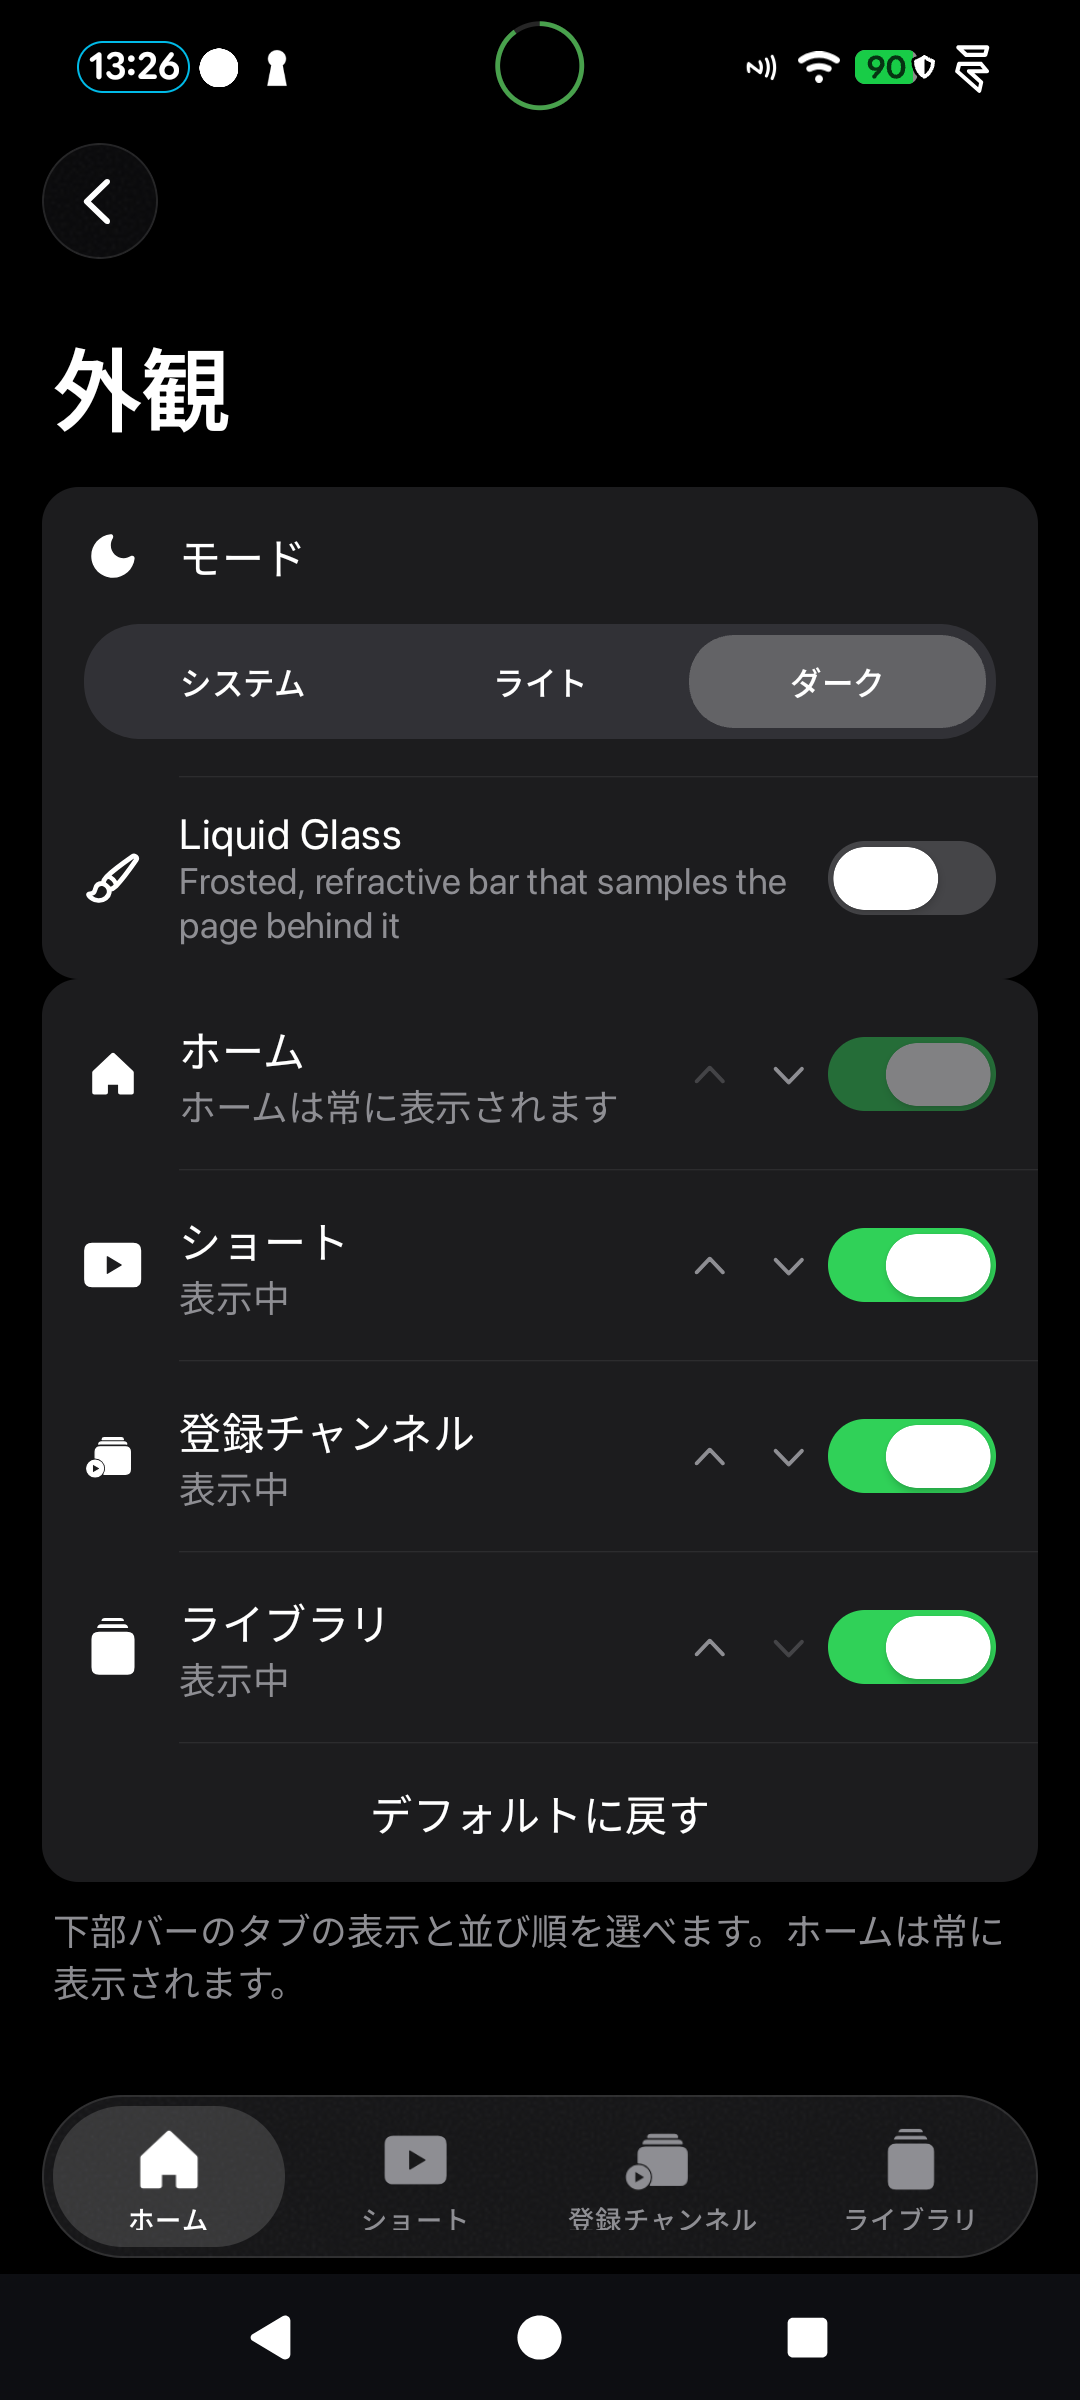 13:26
90
外観
モード
システム
ライト
ダーク
Liquid Glass
Frosted, refractive bar that samples the
page behind it
ホーム
ホームは常に表示されます
ショート
表示中
登録チャンネル
表示中
ライブラリ
表示中
デフォルトに戻す
下部バーのタブの表示と並び順を選べます。ホームは常に
表示されます。
ホーム
ショート
登録チャンネル
ライブラリ